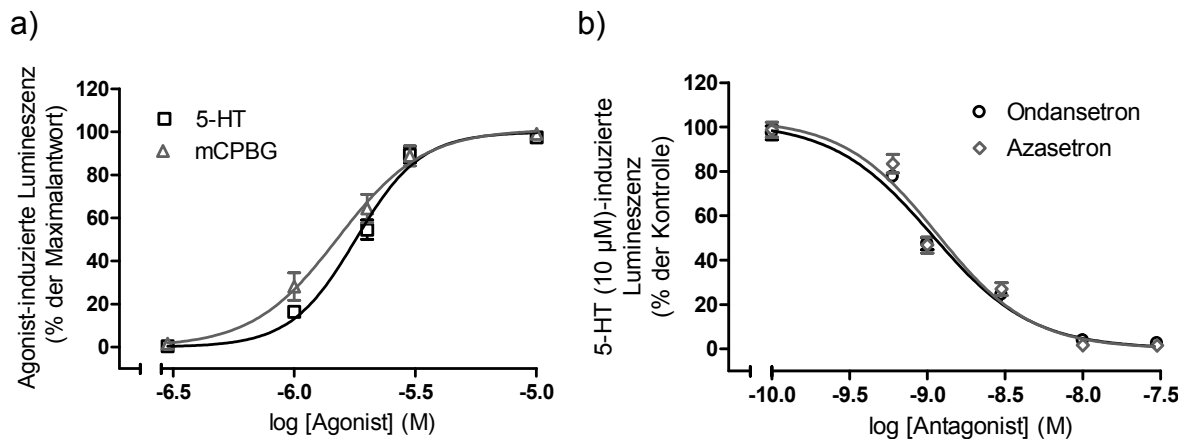 a)
Agonist-induzierte Lumineszenz
(% der Maximalantwort)
120
100
80
60
40
20
0
5-HT
mCPBG
-6.5
-6.0
-5.5
-5.0
log [Agonist] (M)
b)
5-HT (10 µM)-induzierte
Lumineszenz
(% der Kontrolle)
120
100
80
60
40
20
0
Ondansetron
Azasetron
-10.0
-9.5
-9.0
-8.5
-8.0
-7.5
log [Antagonist] (M)